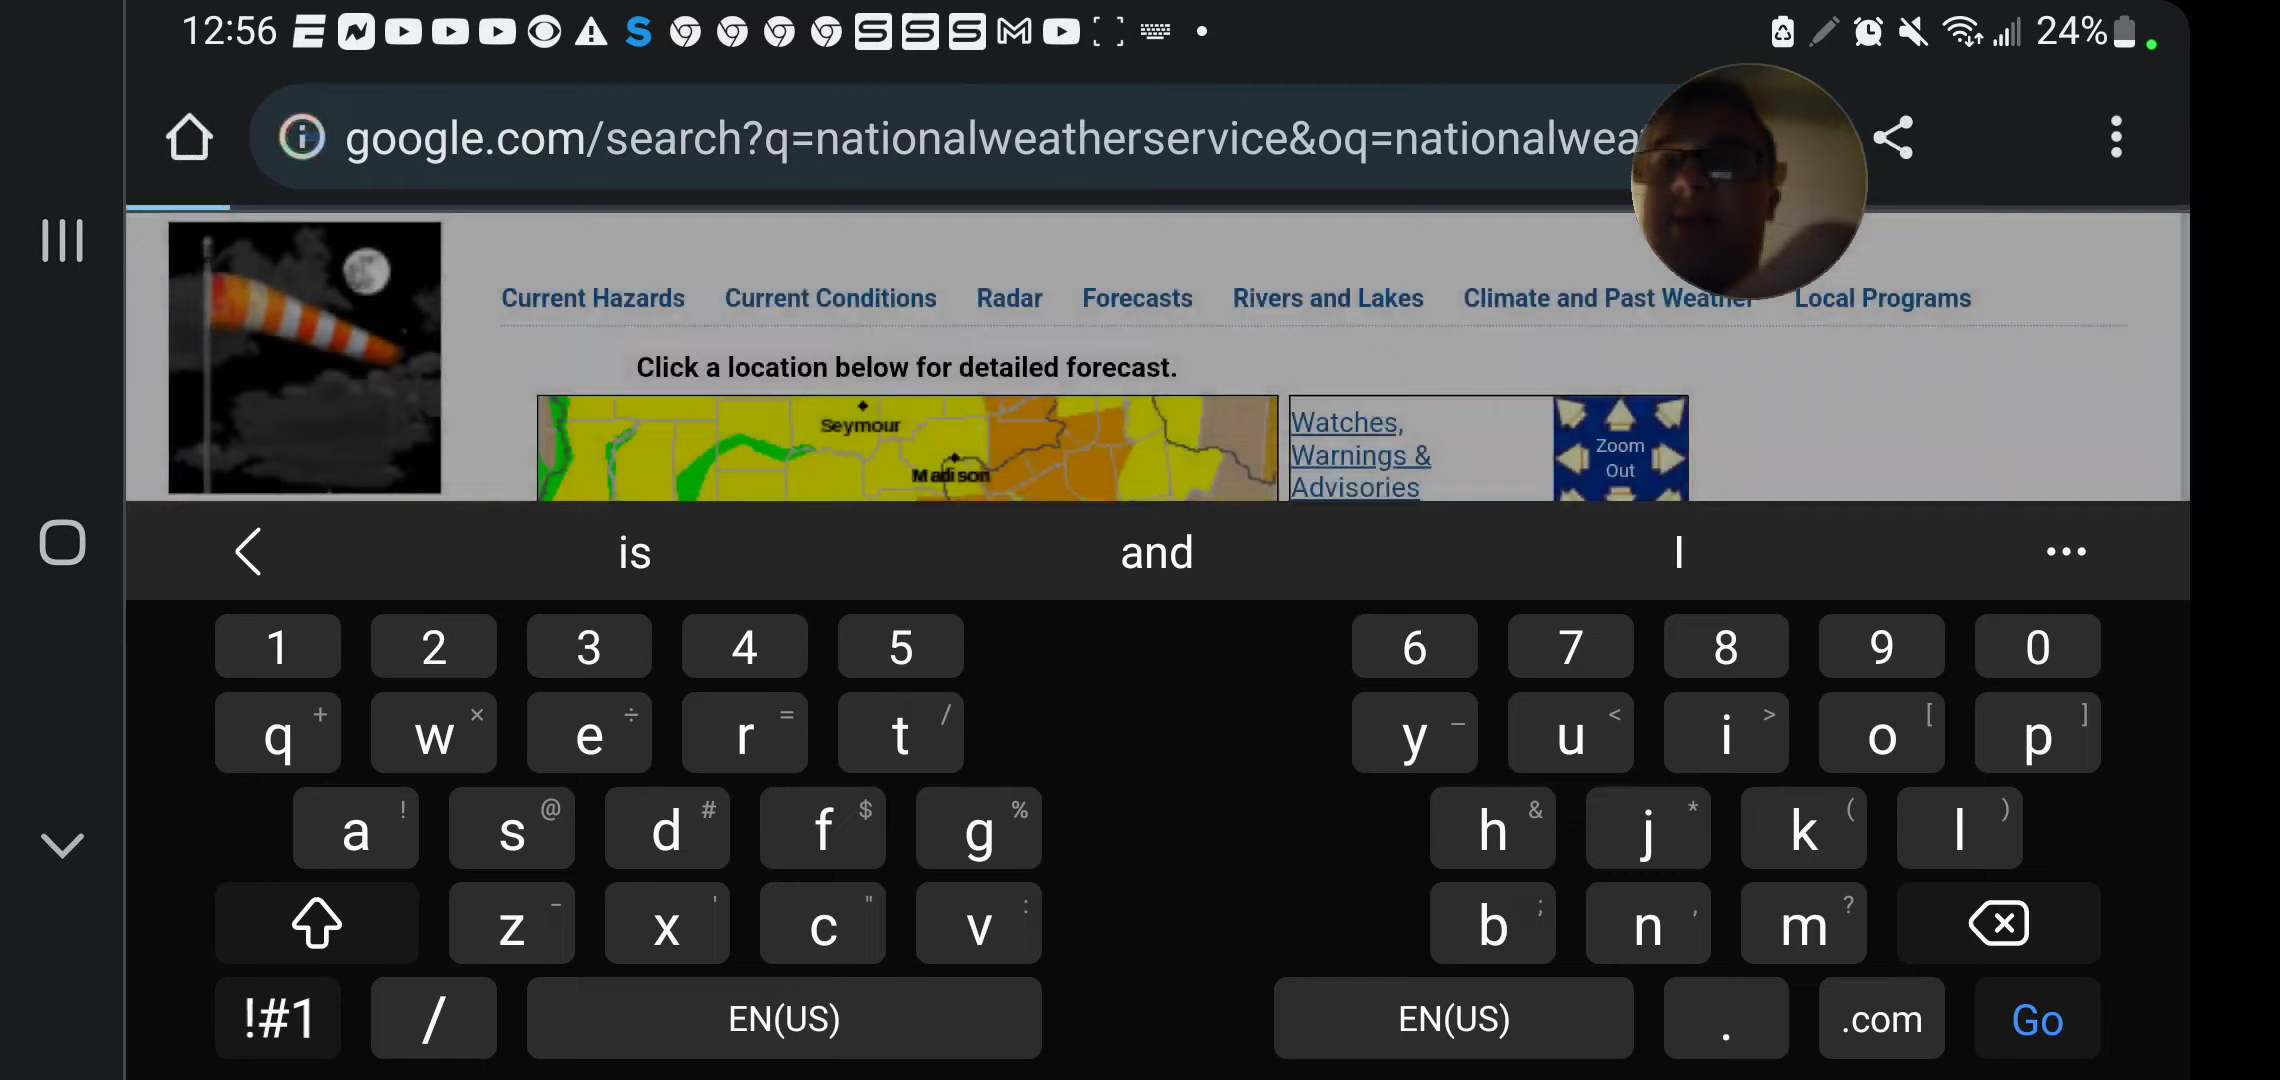 12:56
24%
google.com/search?q=nationalweatherservice&oq=nationalwea
Current Hazards Current Conditions Radar Forecasts Rivers and Lakes Climate and Past Weather Local Programs
Click a location below for detailed forecast.
Seymour
Madison
Watches,
Warnings &
Advisories
Zoom
Out
is and I
1 2 3 4 5 6 7 8 9 0
q + w × e ÷ r = t / y _ u < i > o [ p ]
a ! s @ d # f $ g % h & j * k ( l )
z - x ' c " v : b ; n , m ?
!#1 / EN(US) EN(US) . .com Go